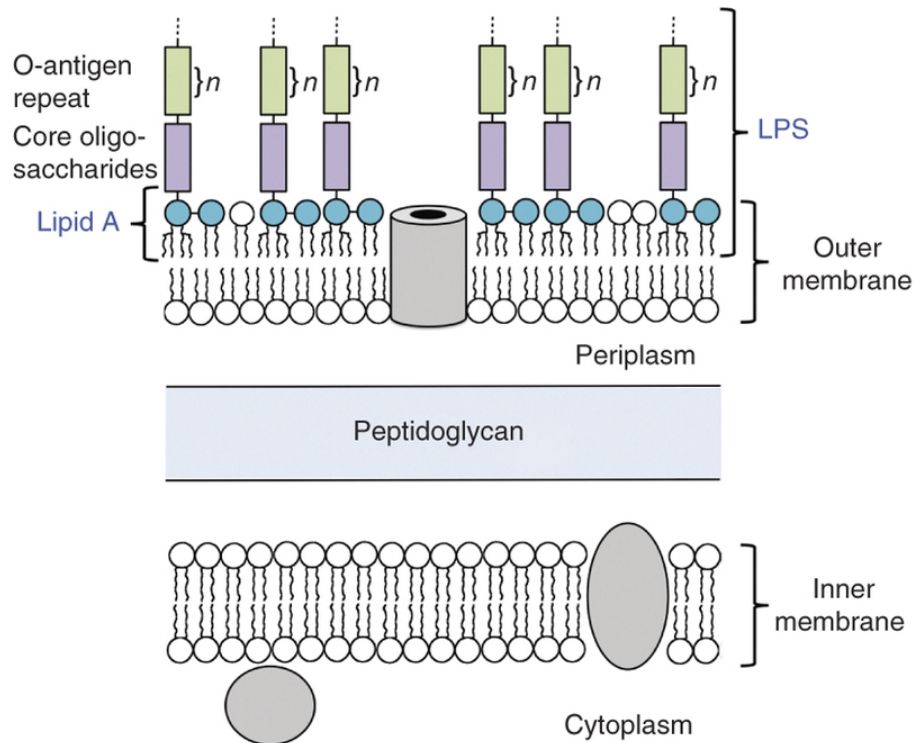 O-antigen
repeat
}n
}n
}n
}n
}n
}n
Core oligo-
saccharides
LPS
Lipid A
Outer
membrane
Periplasm
Peptidoglycan
Inner
membrane
Cytoplasm